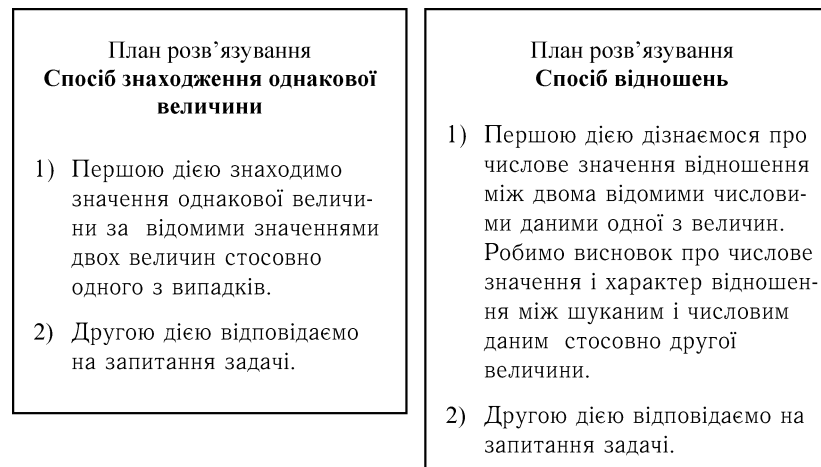 План розв’язування
Спосіб знаходження однакової
величини
1) Першою дією знаходимо
значення однакової величи-
ни за відомими значеннями
двох величин стосовно
одного з випадків.
2) Другою дією відповідаємо
на запитання задачі.
План розв’язування
Спосіб відношень
1) Першою дією дізнаємося про
числове значення відношення
між двома відомими числови-
ми даними одної з величин.
Робимо висновок про числове
значення і характер відношен-
ня між шуканим і числовим
даним стосовно другої
величини.
2) Другою дією відповідаємо на
запитання задачі.